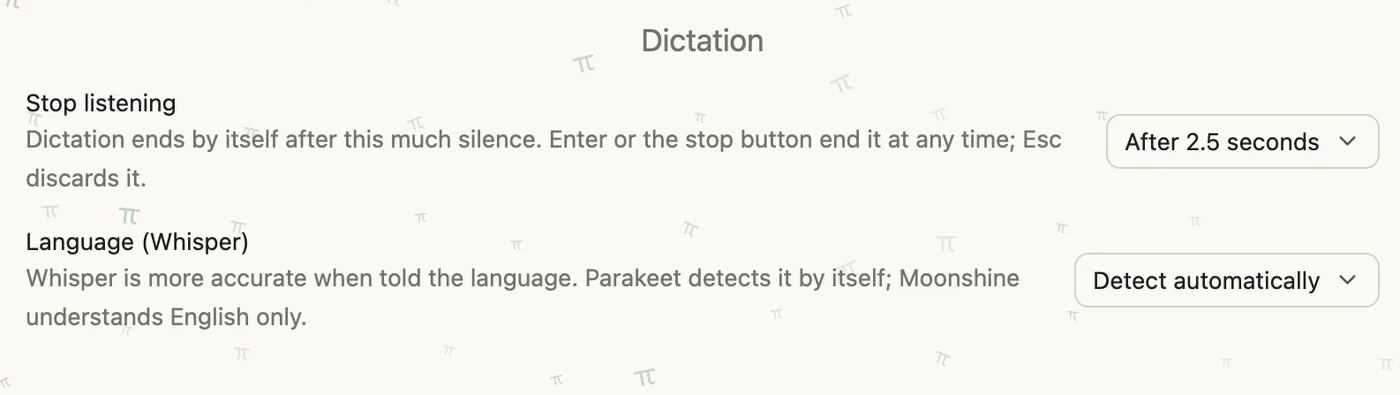 Dictation
Stop listening
Dictation ends by itself after this much silence. Enter or the stop button end it at any time; Esc
discards it.
After 2.5 seconds
Language (Whisper)
Whisper is more accurate when told the language. Parakeet detects it by itself; Moonshine
understands English only.
Detect automatically